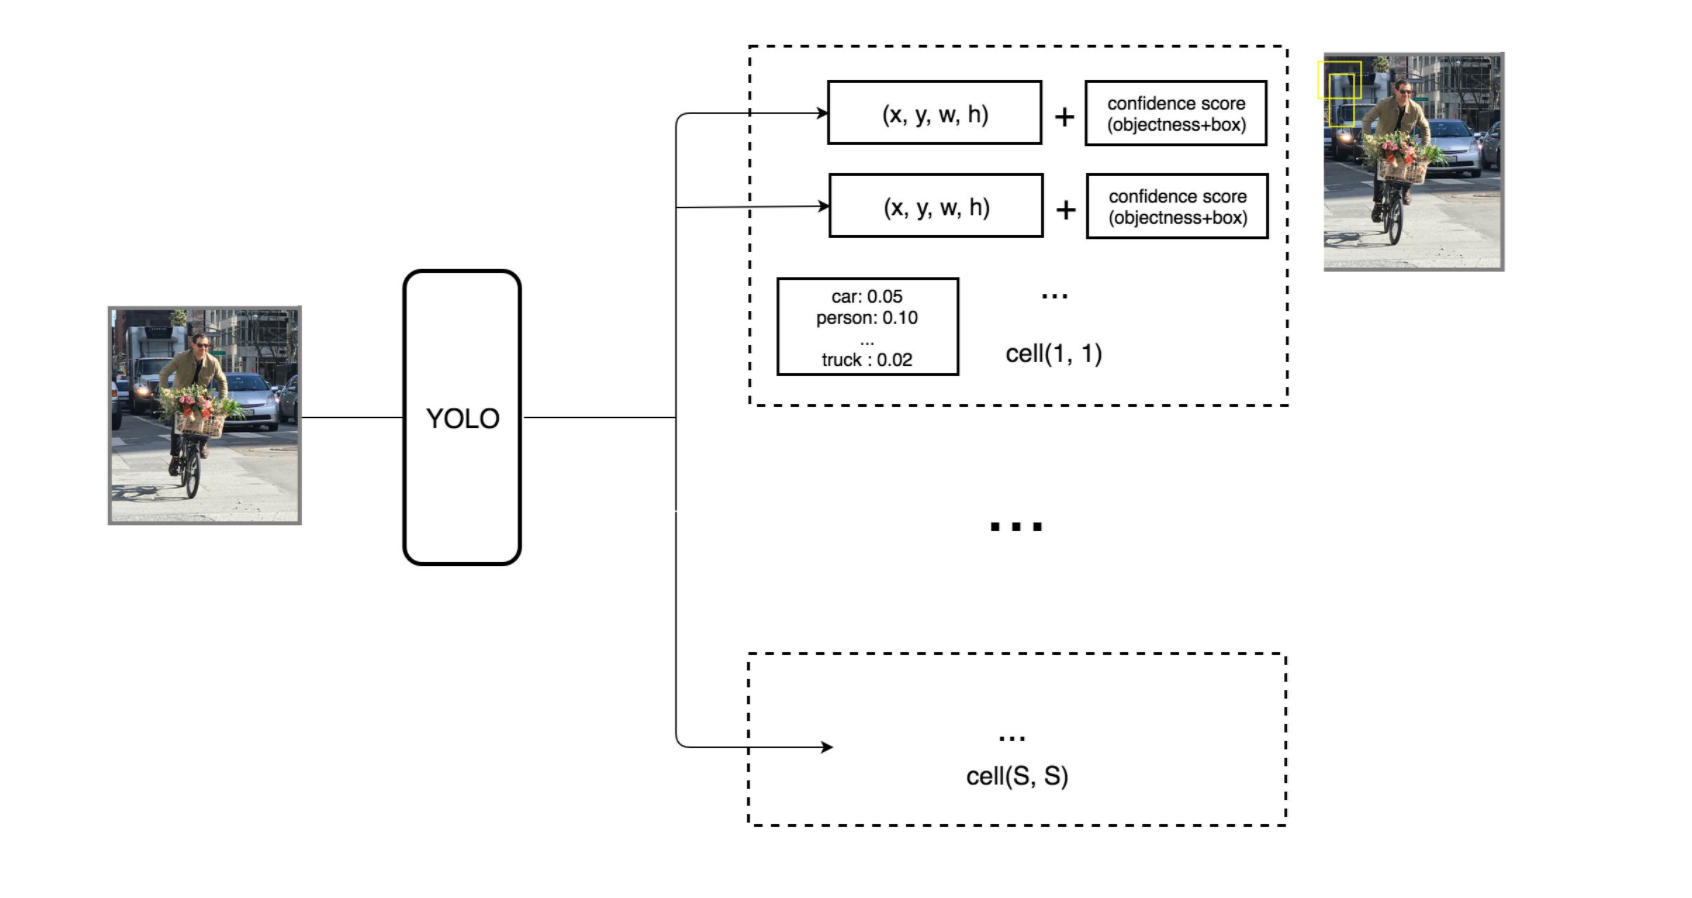 YOLO
(x, y, w, h)
+
confidence score
(objectness+box)
(x, y, w, h)
+
confidence score
(objectness+box)
car: 0.05
person: 0.10
...
truck : 0.02
...
cell(1, 1)
...
...
cell(S, S)